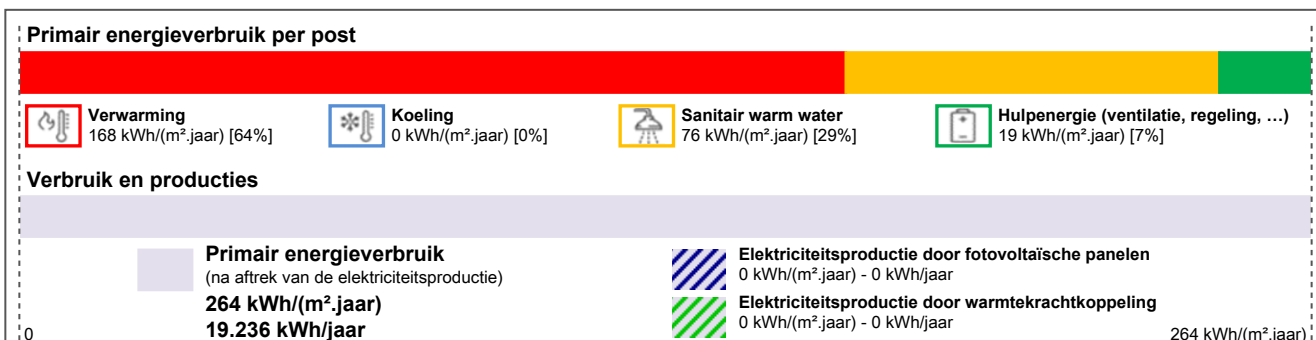 Primair energieverbruik per post
Verwarming
168 kWh/(m².jaar) [64%]
Koeling
0 kWh/(m².jaar) [0%]
Sanitair warm water
76 kWh/(m².jaar) [29%]
Hulpenergie (ventilatie, regeling, …)
19 kWh/(m².jaar) [7%]
Verbruik en producties
Primair energieverbruik
(na aftrek van de elektriciteitsproductie)
264 kWh/(m².jaar)
19.236 kWh/jaar
Elektriciteitsproductie door fotovoltaïsche panelen
0 kWh/(m².jaar) - 0 kWh/jaar
Elektriciteitsproductie door warmtekrachtkoppeling
0 kWh/(m².jaar) - 0 kWh/jaar
0
264 kWh/(m².jaar)